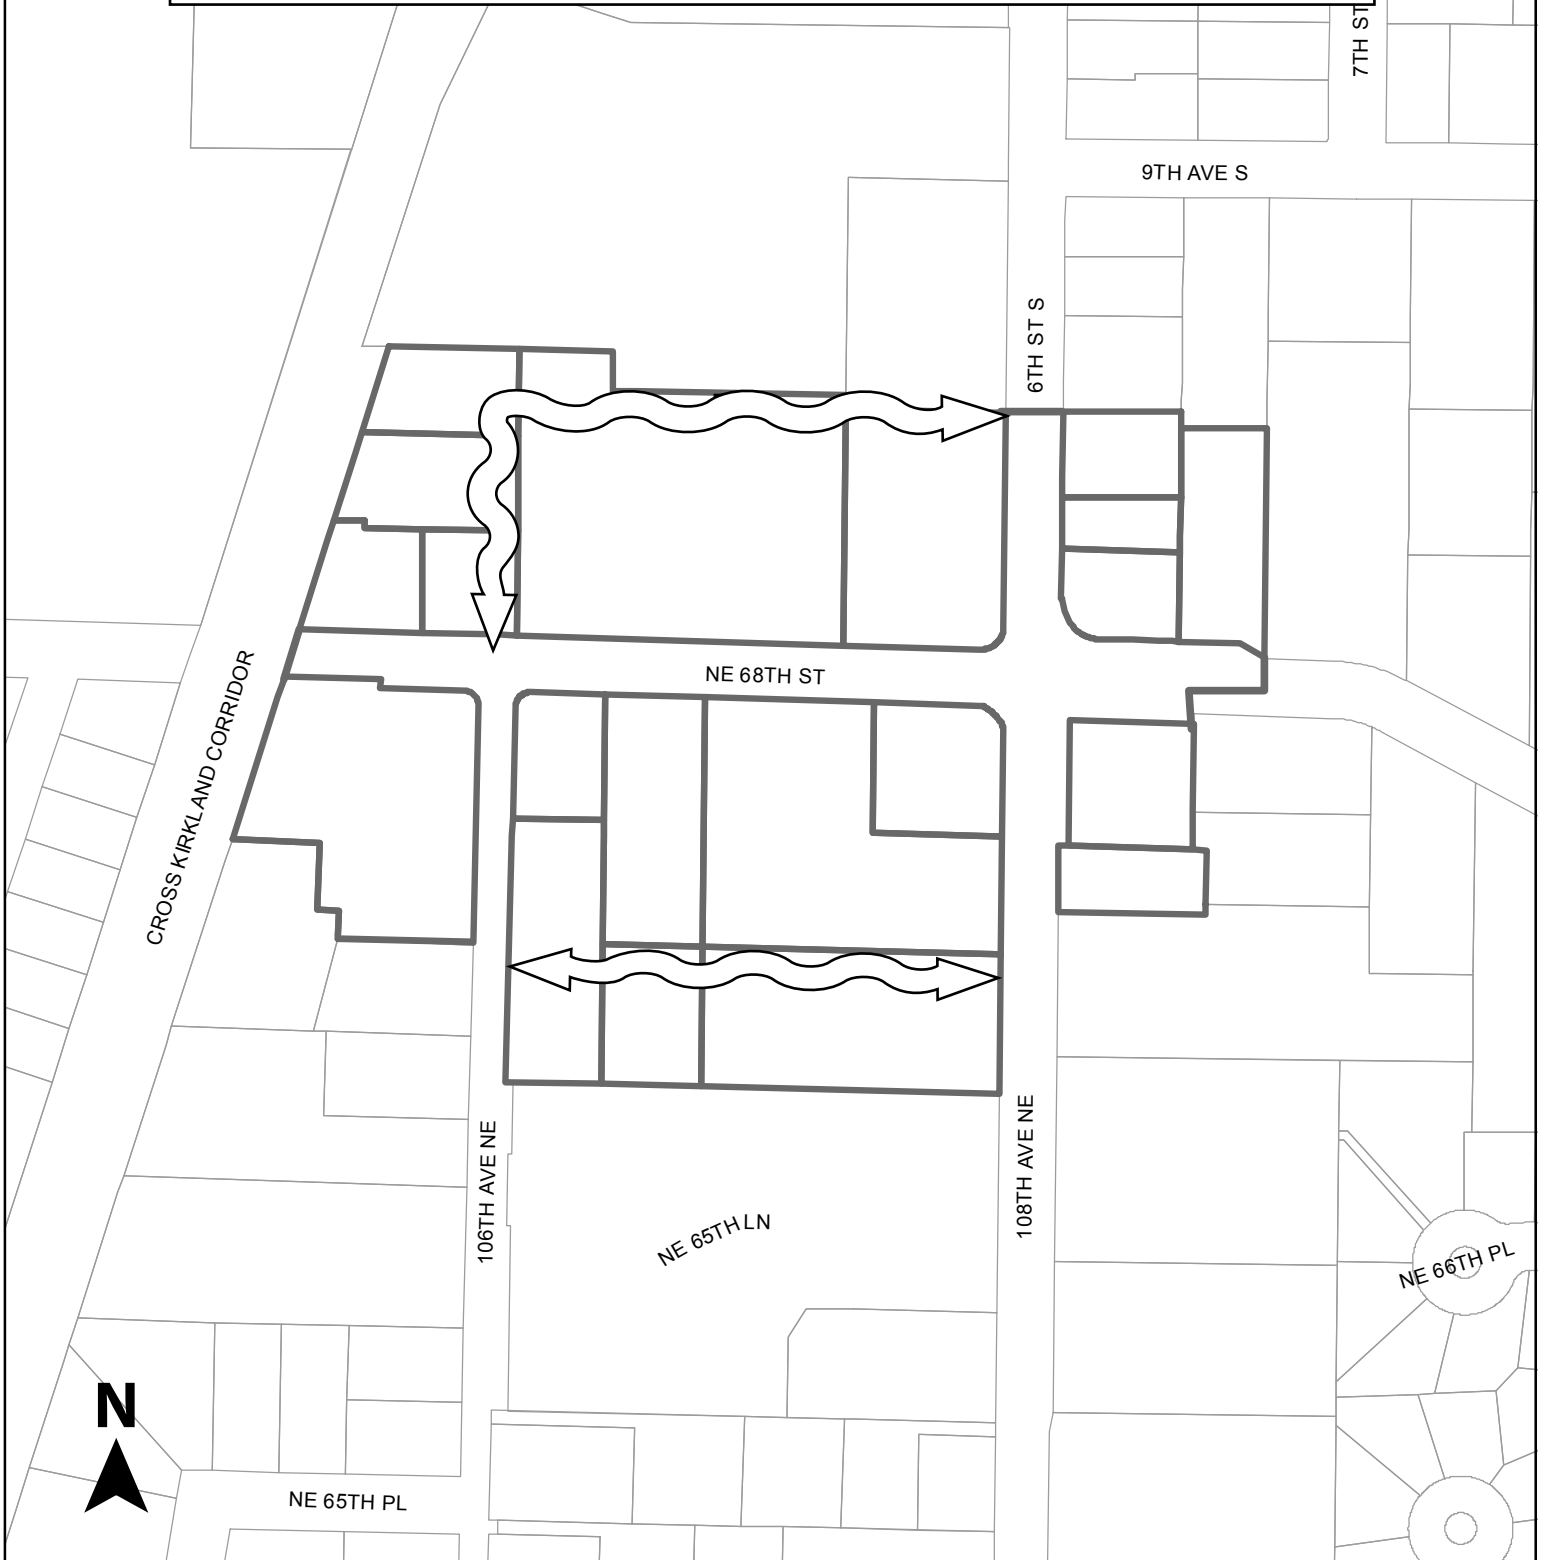 7TH ST
9TH AVE S
6TH ST S
NE 68TH ST
CROSS KIRKLAND CORRIDOR
106TH AVE NE
108TH AVE NE
NE 65TH LN
NE 66TH PL
N
NE 65TH PL